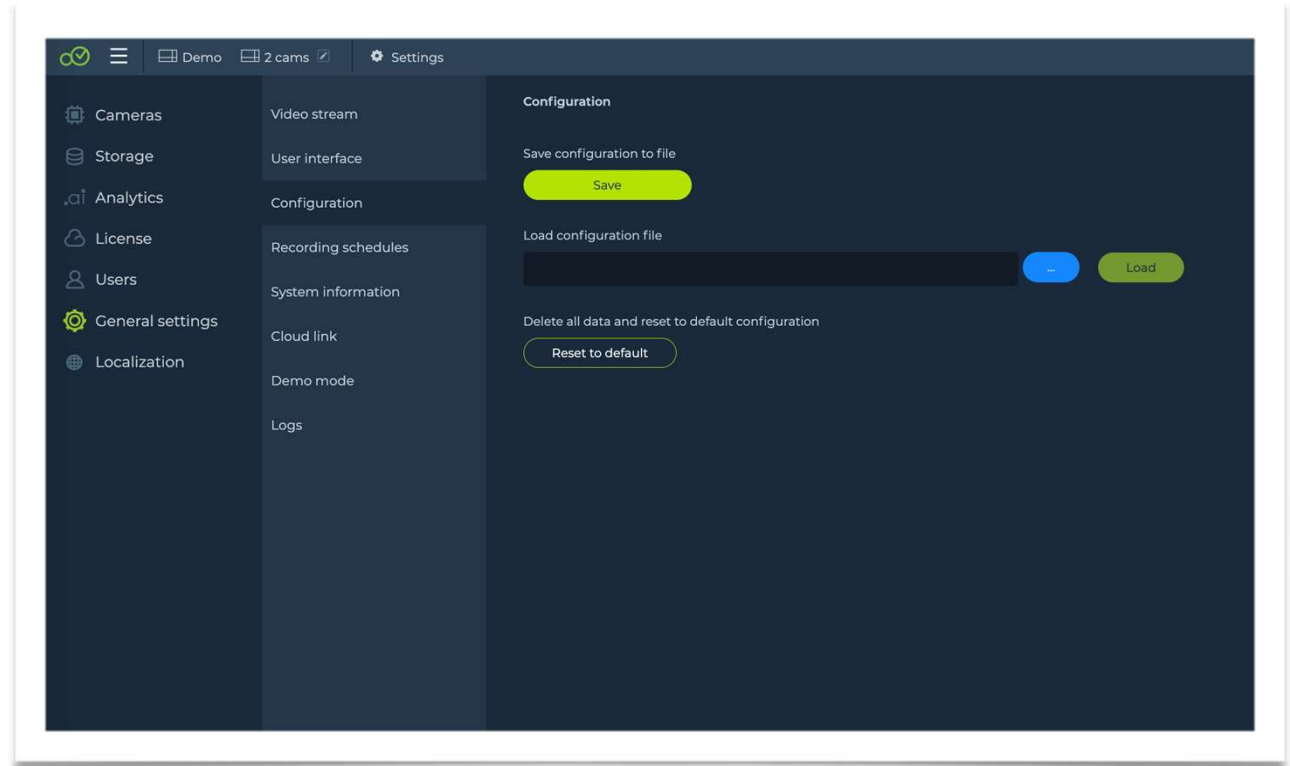 Demo
2 cams
Settings
Cameras
Storage
.ai Analytics
License
Users
General settings
Localization
Video stream
User interface
Configuration
Recording schedules
System information
Cloud link
Demo mode
Logs
Configuration
Save configuration to file
Save
Load configuration file
...
Load
Delete all data and reset to default configuration
Reset to default